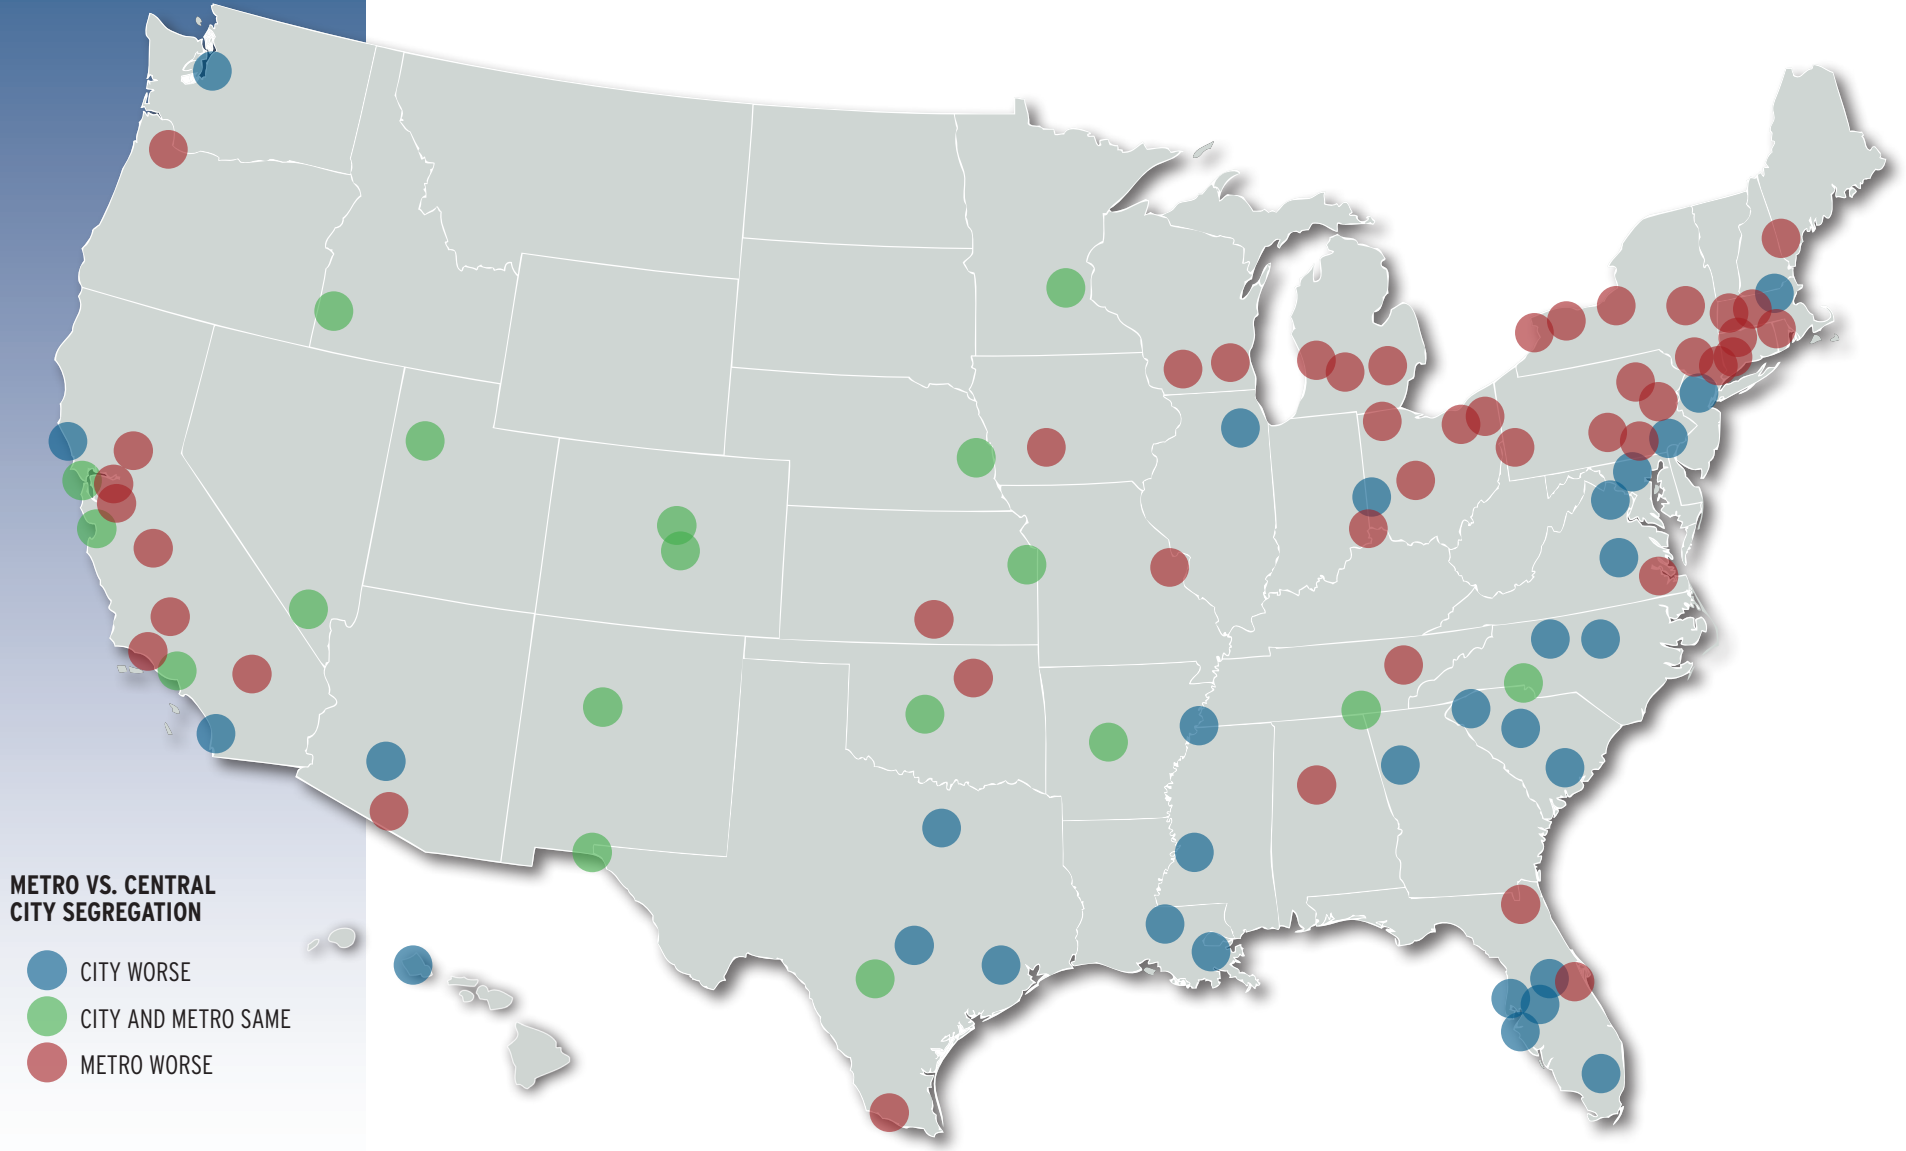 METRO VS. CENTRAL
CITY SEGREGATION
CITY WORSE
CITY AND METRO SAME
METRO WORSE